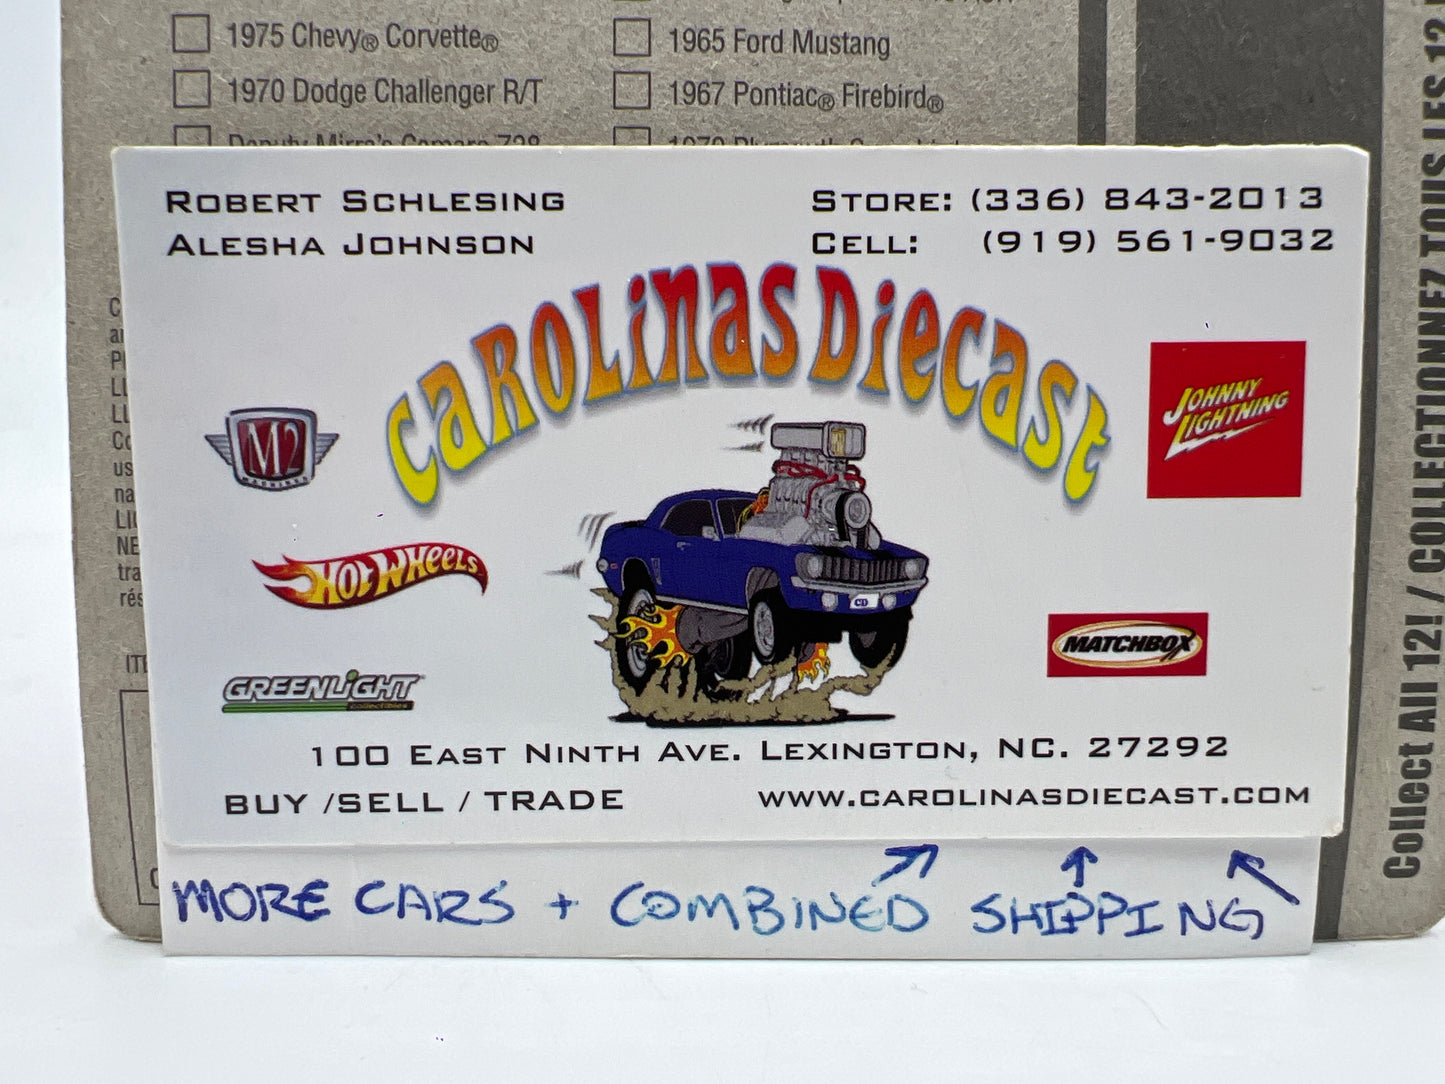 1975 Chevy® Corvette®
1965 Ford Mustang
1970 Dodge Challenger R/T
1967 Pontiac® Firebird®
ROBERT SCHLESING
ALESHA JOHNSON
STORE: (336) 843-2013
CELL: (919) 561-9032
CAROLINAS DIECAST
M2
MACHINES
JOHNNY
LIGHTNING
HOT WHEELS
MATCHBOX
GREENLIGHT
collectibles
100 EAST NINTH AVE. LEXINGTON, NC. 27292
BUY /SELL / TRADE
WWW.CAROLINASDIECAST.COM
MORE CARS + COMBINED SHIPPING
Collect All 12! / COLLECTIONNEZ TOUS LES 12